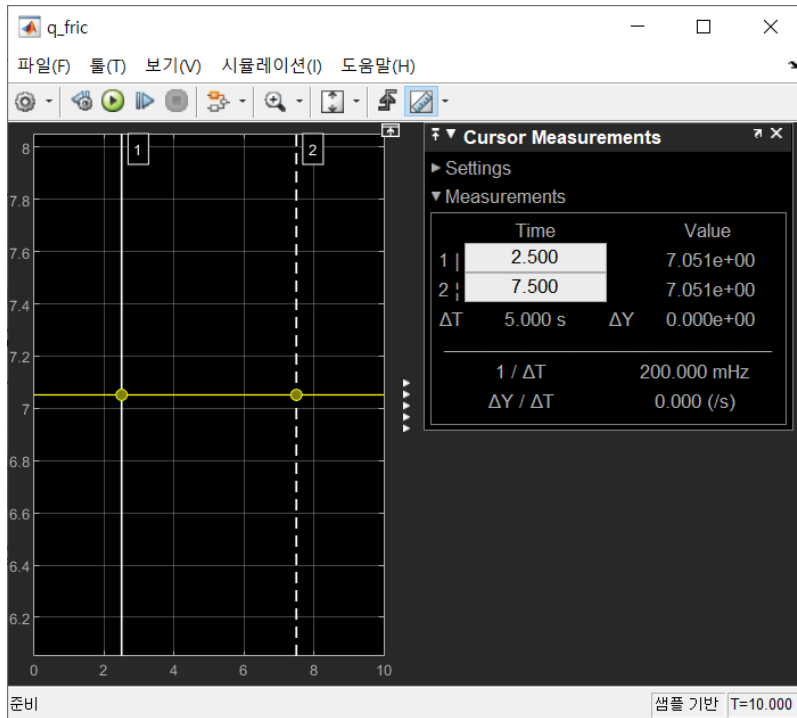 q_fric
파일(F) 툴(T) 보기(V) 시뮬레이션(I) 도움말(H)
8
7.8
7.6
7.4
7.2
7
6.8
6.6
6.4
6.2
0 2 4 6 8 10
1 2
Cursor Measurements
Settings
Measurements
Time Value
1 | 2.500 7.051e+00
2 ¦ 7.500 7.051e+00
ΔT 5.000 s ΔY 0.000e+00
1 / ΔT 200.000 mHz
ΔY / ΔT 0.000 (/s)
준비 샘플 기반 T=10.000